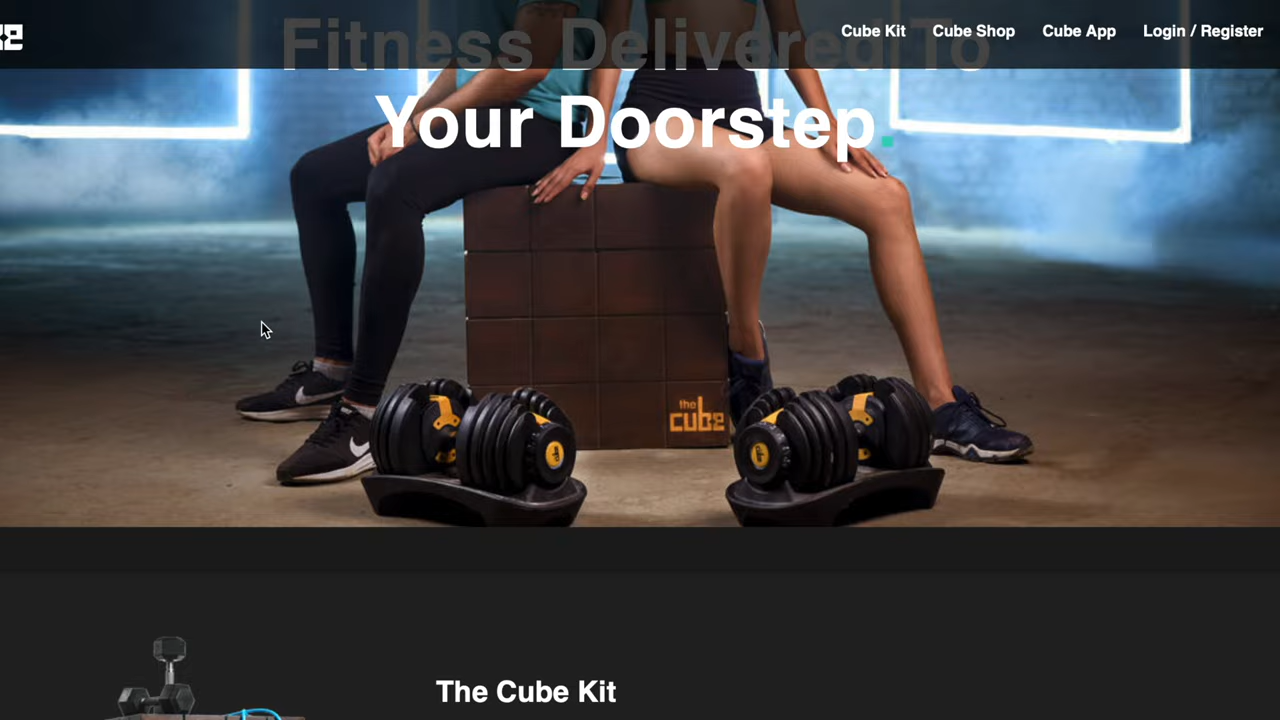 Cube Kit Cube Shop Cube App Login / Register
Fitness Delivered To
Your Doorstep.
the
cube
The Cube Kit